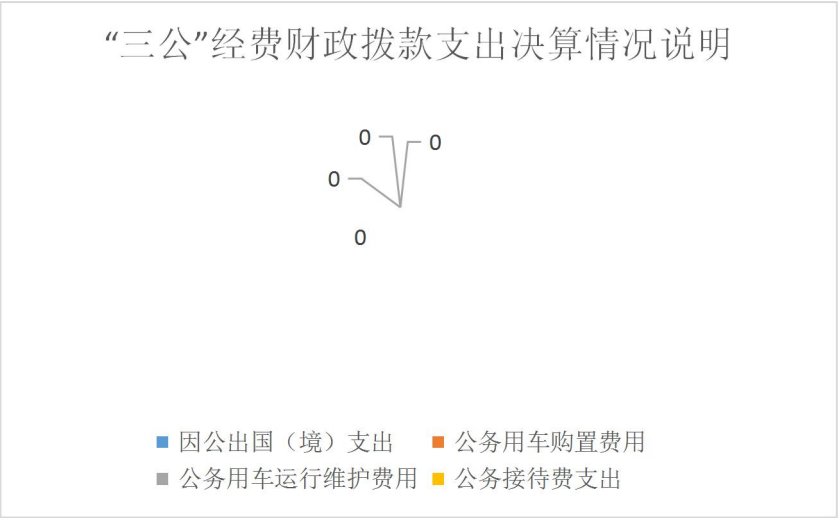 “三公”经费财政拨款支出决算情况说明
0
0
0
0
因公出国（境）支出
公务用车购置费用
公务用车运行维护费用
公务接待费支出